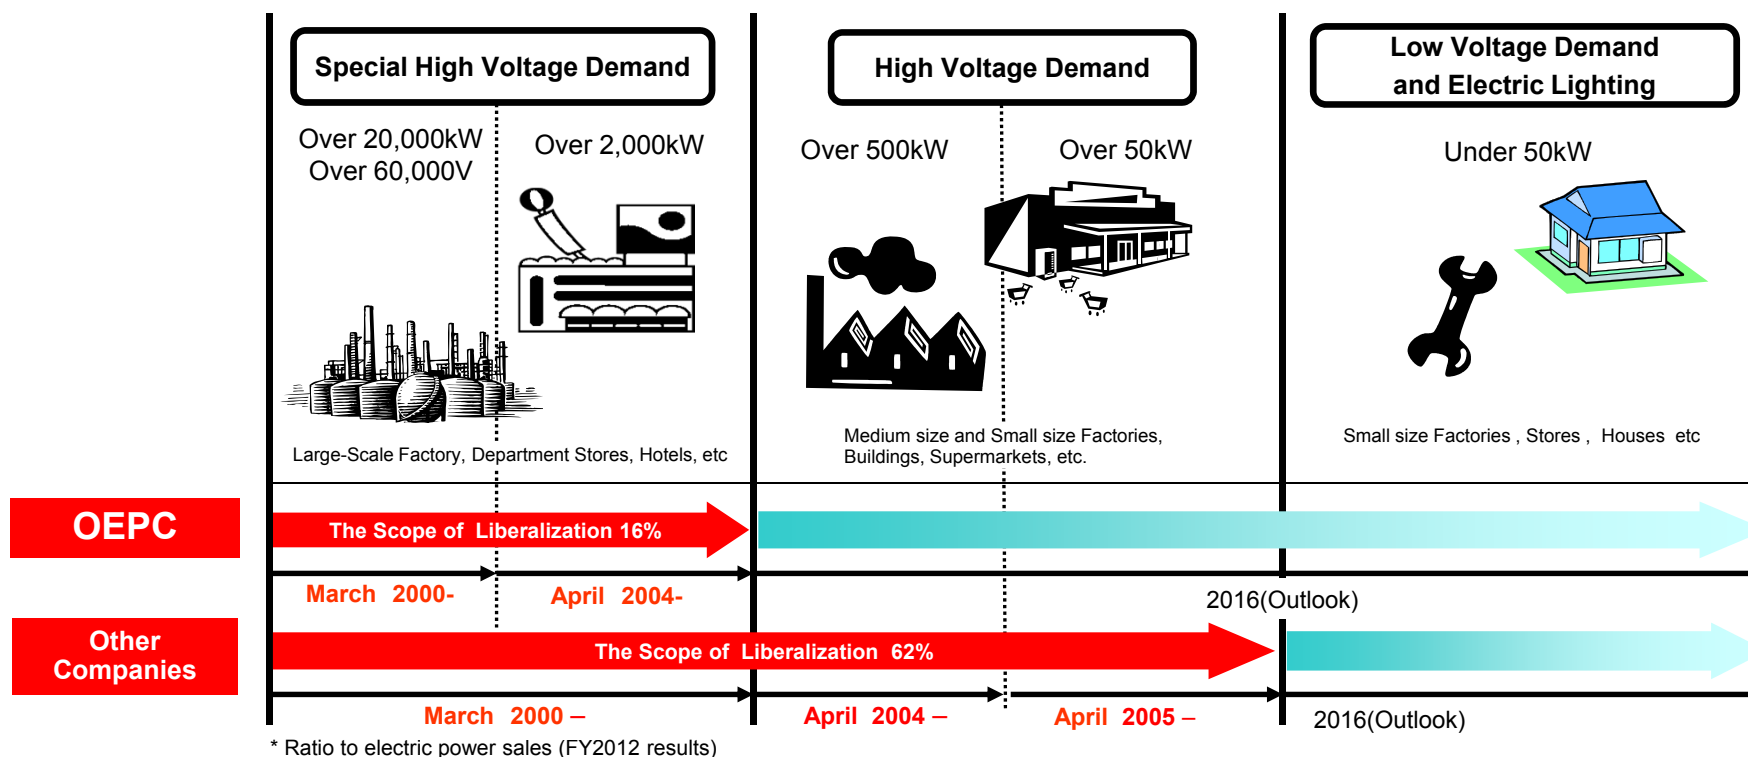 Special High Voltage Demand
High Voltage Demand
Low Voltage Demand
and Electric Lighting
Over 20,000kW
Over 60,000V
Over 2,000kW
Over 500kW
Over 50kW
Under 50kW
Large-Scale Factory, Department Stores, Hotels, etc
Medium size and Small size Factories,
Buildings, Supermarkets, etc.
Small size Factories , Stores , Houses etc
OEPC
The Scope of Liberalization 16%
March 2000-
April 2004-
2016(Outlook)
Other
Companies
The Scope of Liberalization 62%
March 2000 –
April 2004 –
April 2005 –
2016(Outlook)
* Ratio to electric power sales (FY2012 results)